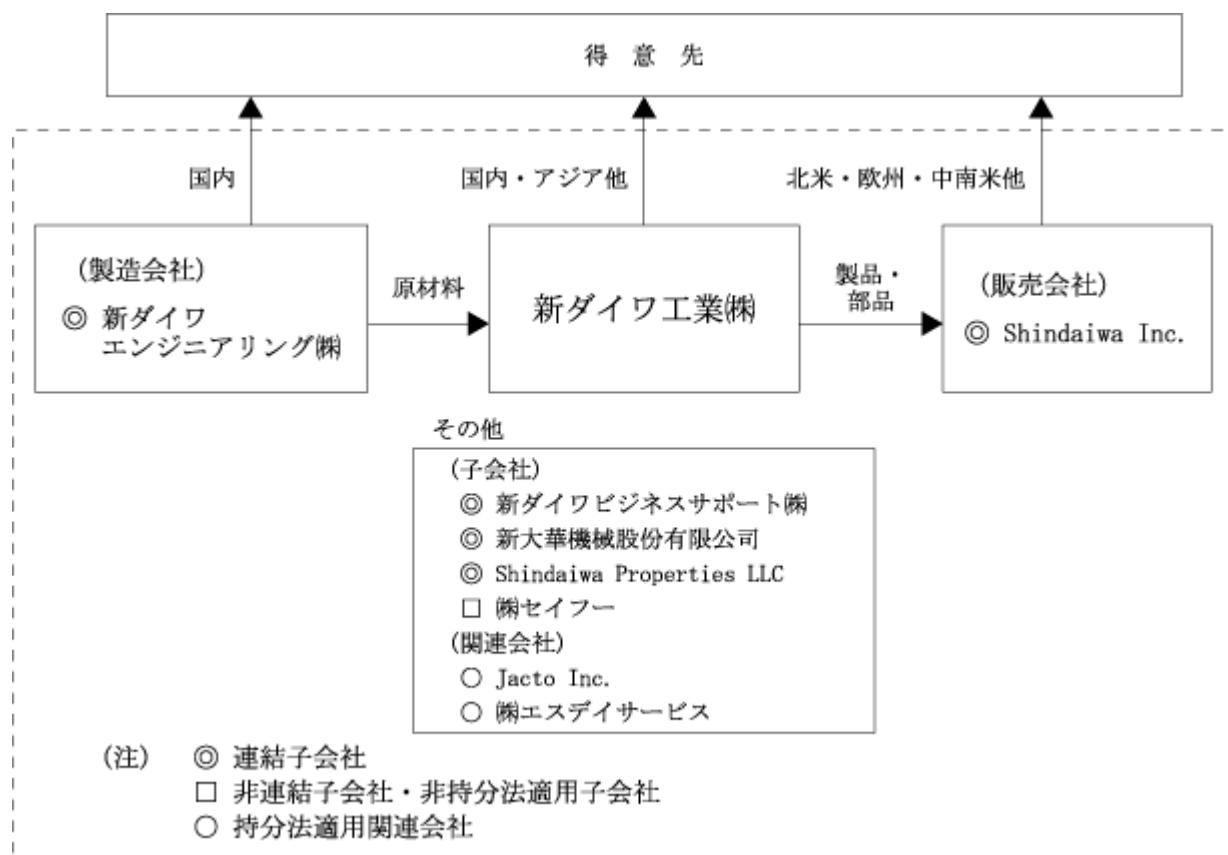 得 意 先
国内
国内・アジア他
北米・欧州・中南米他
(製造会社)
◎ 新ダイワ
エンジニアリング㈱
原材料
新ダイワ工業㈱
製品・
部品
(販売会社)
◎ Shindaiwa Inc.
その他
(子会社)
◎ 新ダイワビジネスサポート㈱
◎ 新大華機械股份有限公司
◎ Shindaiwa Properties LLC
□ ㈱セイフー
(関連会社)
○ Jacto Inc.
○ ㈱エスデイサービス
(注) ◎ 連結子会社
□ 非連結子会社・非持分法適用子会社
○ 持分法適用関連会社